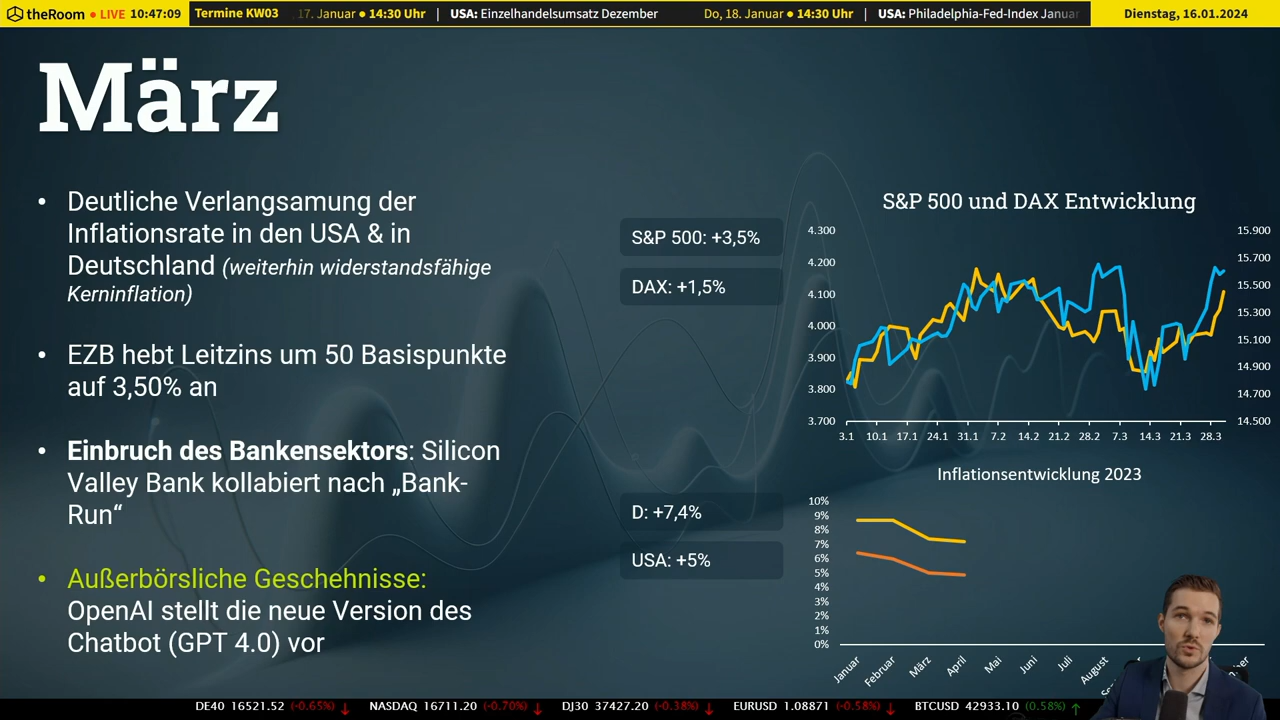 theRoom • LIVE 10:47:09
Termine KW03
17. Januar • 14:30 Uhr | USA: Einzelhandelsumsatz Dezember
Do, 18. Januar • 14:30 Uhr | USA: Philadelphia-Fed-Index Januar
Dienstag, 16.01.2024
März
• Deutliche Verlangsamung der
Inflationsrate in den USA & in
Deutschland (weiterhin widerstandsfähige
Kerninflation)
• EZB hebt Leitzins um 50 Basispunkte
auf 3,50% an
• Einbruch des Bankensektors: Silicon
Valley Bank kollabiert nach „Bank-
Run“
• Außerbörsliche Geschehnisse:
OpenAI stellt die neue Version des
Chatbot (GPT 4.0) vor
S&P 500: +3,5%
DAX: +1,5%
D: +7,4%
USA: +5%
S&P 500 und DAX Entwicklung
4.300
4.200
4.100
4.000
3.900
3.800
3.700
15.900
15.700
15.500
15.300
15.100
14.900
14.700
14.500
3.1 10.1 17.1 24.1 31.1 7.2 14.2 21.2 28.2 7.3 14.3 21.3 28.3
Inflationsentwicklung 2023
10%
9%
8%
7%
6%
5%
4%
3%
2%
1%
0%
Januar Februar März April Mai Juni Juli August
DE40 16521.52 (-0.65%) ↓ NASDAQ 16711.20 (-0.70%) ↓ DJ30 37427.20 (-0.38%) ↓ EURUSD 1.08871 (-0.58%) ↓ BTCUSD 42933.10 (0.58%) ↑